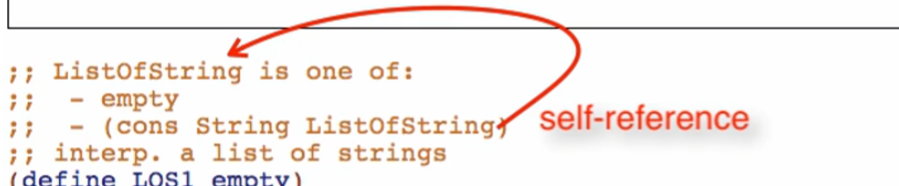 ;; ListOfString is one of:
;;  - empty
;;  - (cons String ListOfString)
self-reference
;; interp. a list of strings
(define LOS1 empty)